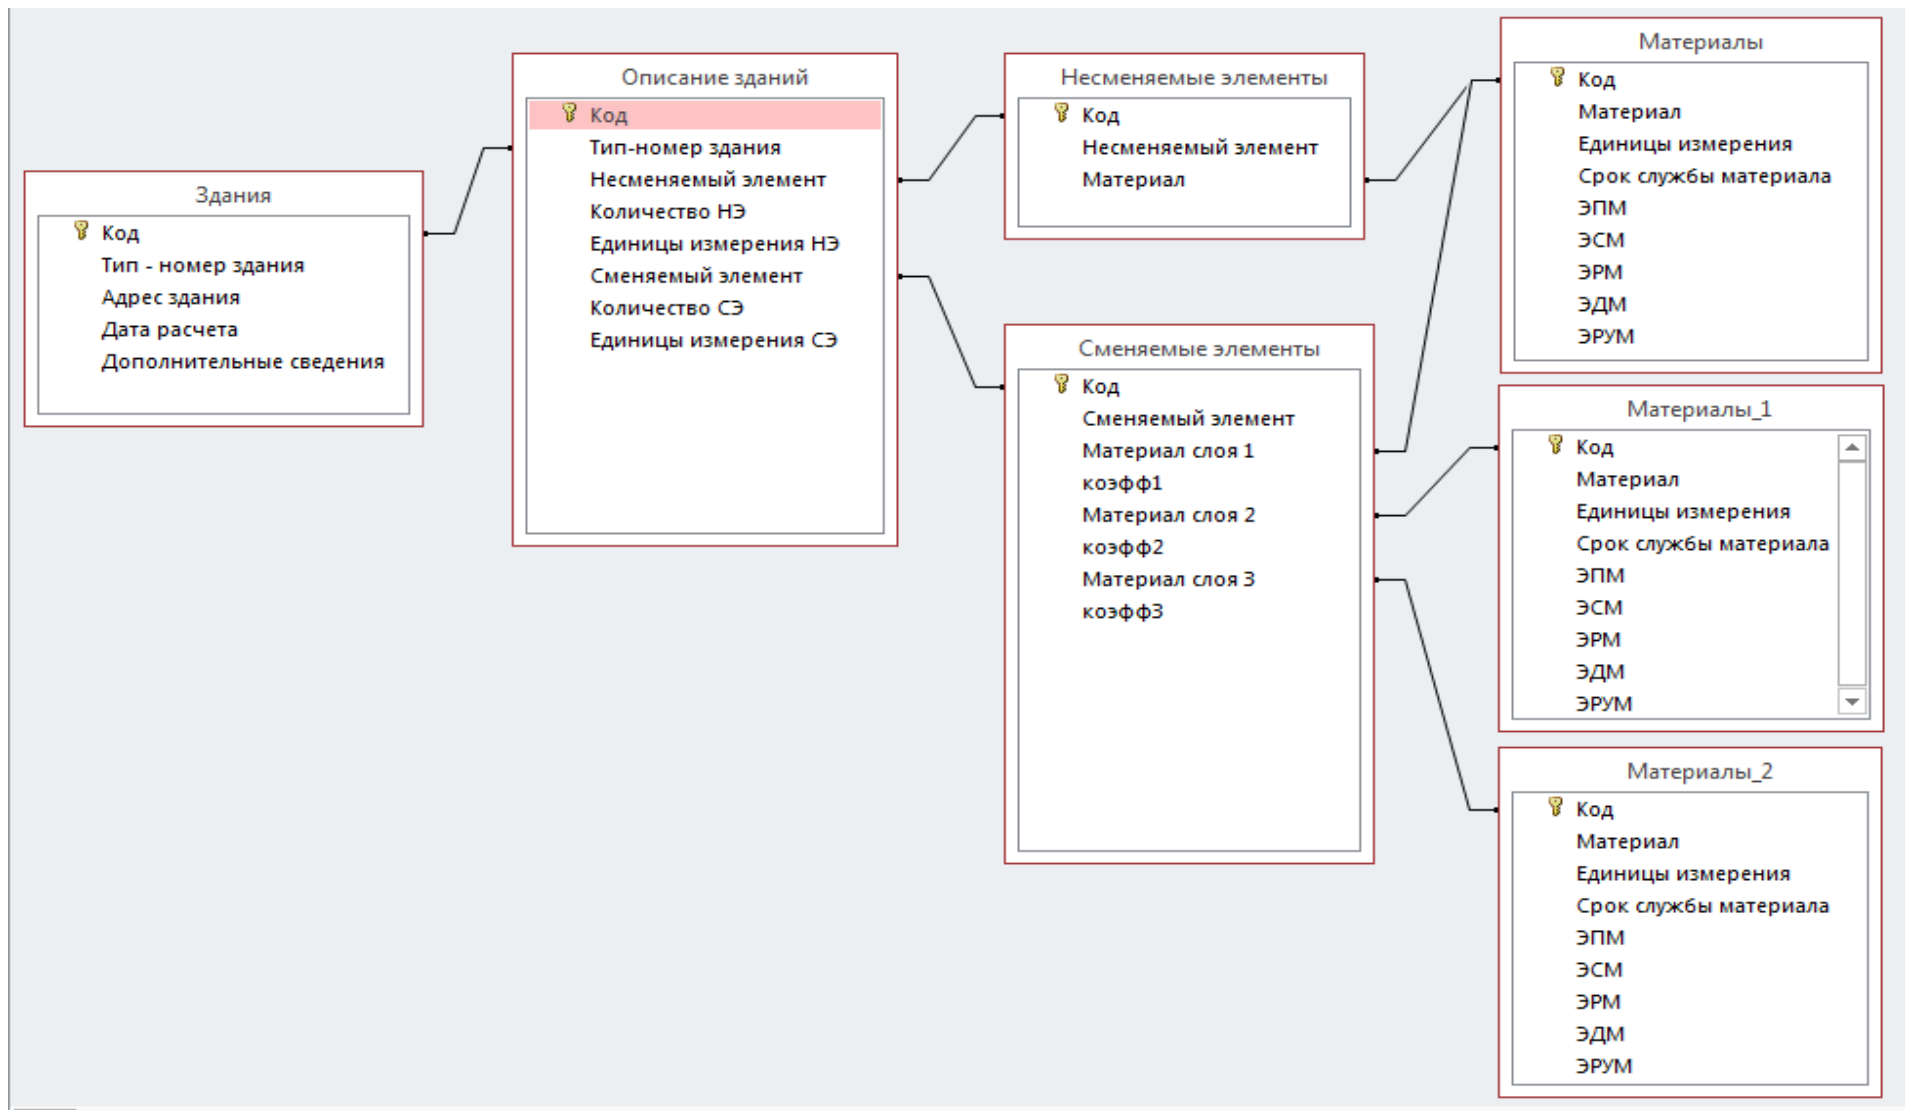 Здания
Код
Тип - номер здания
Адрес здания
Дата расчета
Дополнительные сведения
Описание зданий
Код
Тип-номер здания
Несменяемый элемент
Количество НЭ
Единицы измерения НЭ
Сменяемый элемент
Количество СЭ
Единицы измерения СЭ
Несменяемые элементы
Код
Несменяемый элемент
Материал
Сменяемые элементы
Код
Сменяемый элемент
Материал слоя 1
коэфф1
Материал слоя 2
коэфф2
Материал слоя 3
коэфф3
Материалы
Код
Материал
Единицы измерения
Срок службы материала
ЭПМ
ЭСМ
ЭРМ
ЭДМ
ЭРУМ
Материалы_1
Код
Материал
Единицы измерения
Срок службы материала
ЭПМ
ЭСМ
ЭРМ
ЭДМ
ЭРУМ
Материалы_2
Код
Материал
Единицы измерения
Срок службы материала
ЭПМ
ЭСМ
ЭРМ
ЭДМ
ЭРУМ